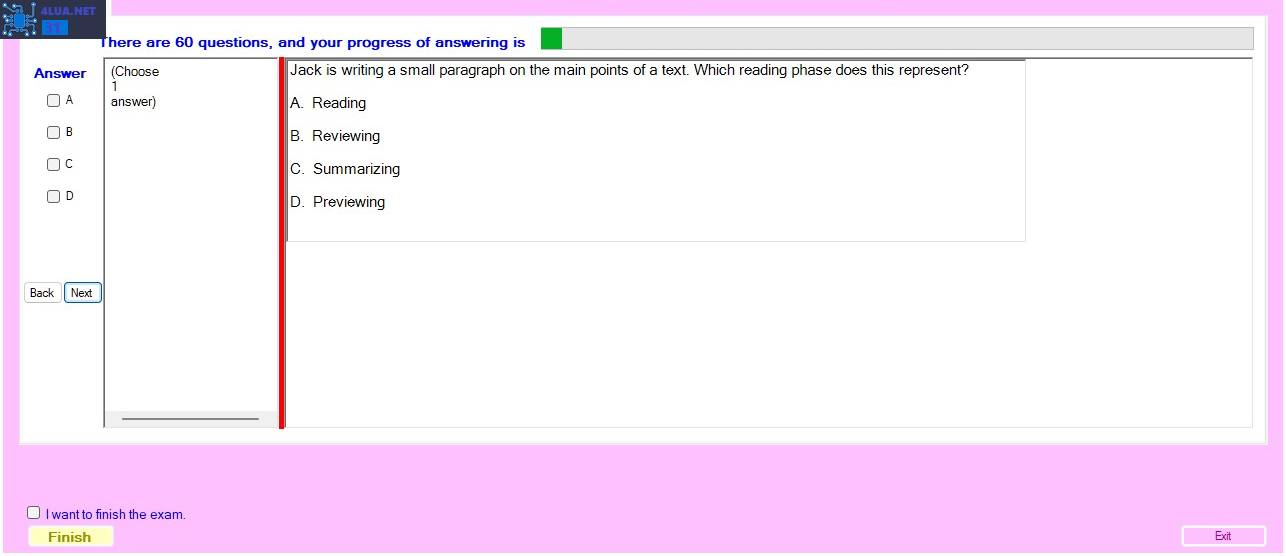 4LUA.NET
31
There are 60 questions, and your progress of answering is
Answer
A
B
C
D
Back
Next
(Choose
1
answer)
Jack is writing a small paragraph on the main points of a text. Which reading phase does this represent?
A. Reading
B. Reviewing
C. Summarizing
D. Previewing
I want to finish the exam.
Finish
Exit